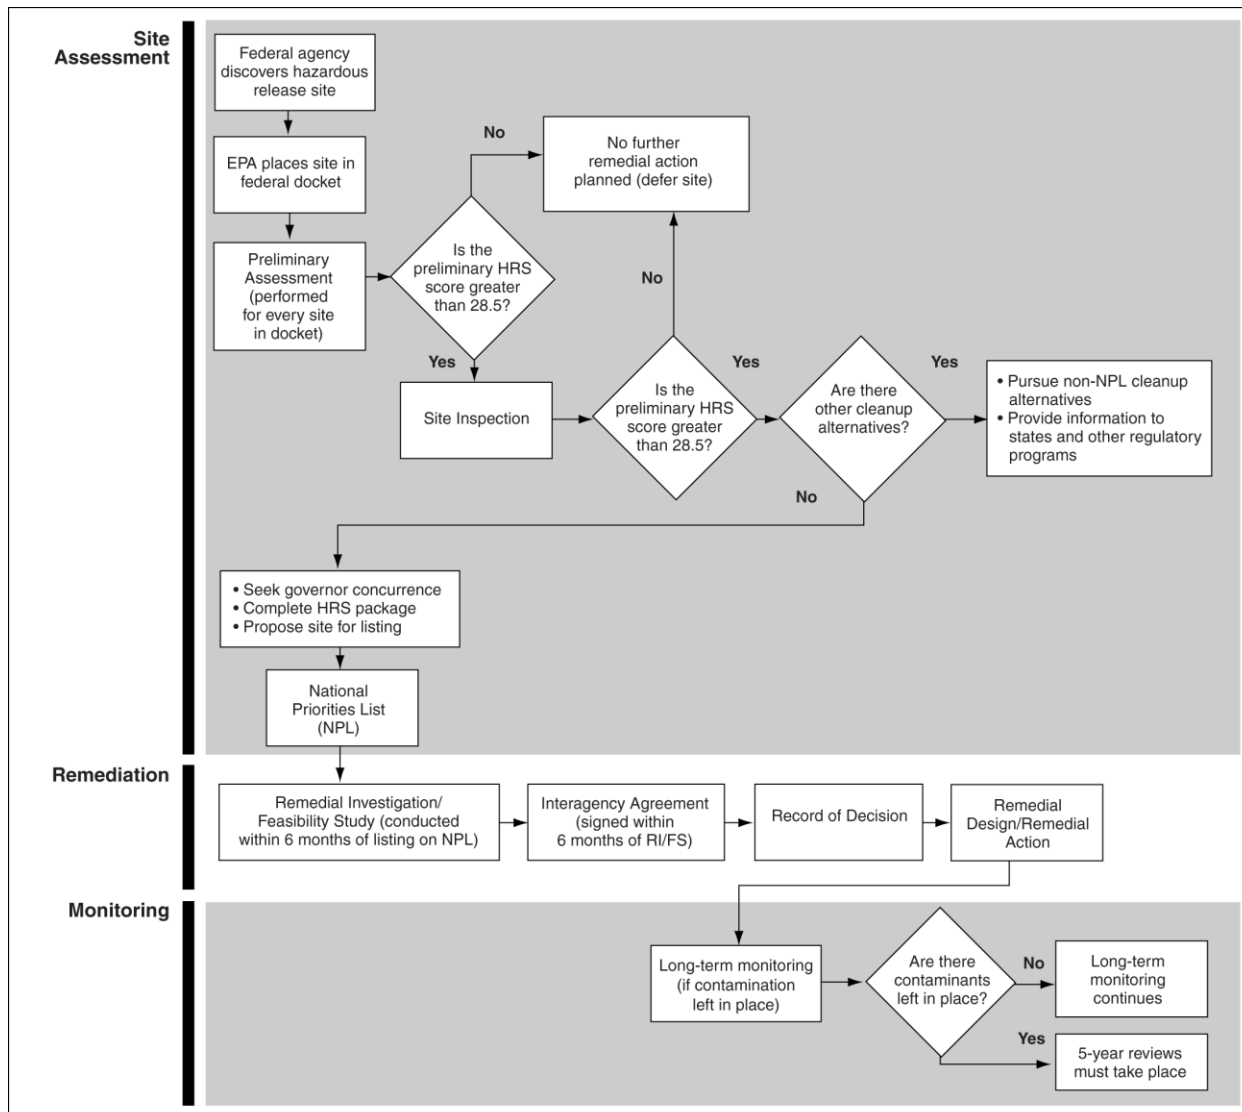 Site
Assessment
Federal agency
discovers hazardous
release site
EPA places site in
federal docket
Preliminary
Assessment
(performed
for every site
in docket)
No
Is the
preliminary HRS
score greater
than 28.5?
Yes
No further
remedial action
planned (defer site)
Site Inspection
No
Is the
preliminary HRS
score greater
than 28.5?
Yes
Are there
other cleanup
alternatives?
Yes
• Pursue non-NPL cleanup
alternatives
• Provide information to
states and other regulatory
programs
No
• Seek governor concurrence
• Complete HRS package
• Propose site for listing
National
Priorities List
(NPL)
Remediation
Remedial Investigation/
Feasibility Study (conducted
within 6 months of listing on NPL)
Interagency Agreement
(signed within
6 months of RI/FS)
Record of Decision
Remedial
Design/Remedial
Action
Monitoring
Long-term monitoring
(if contamination
left in place)
Are there
contaminants
left in place?
No
Long-term
monitoring
continues
Yes
5-year reviews
must take place